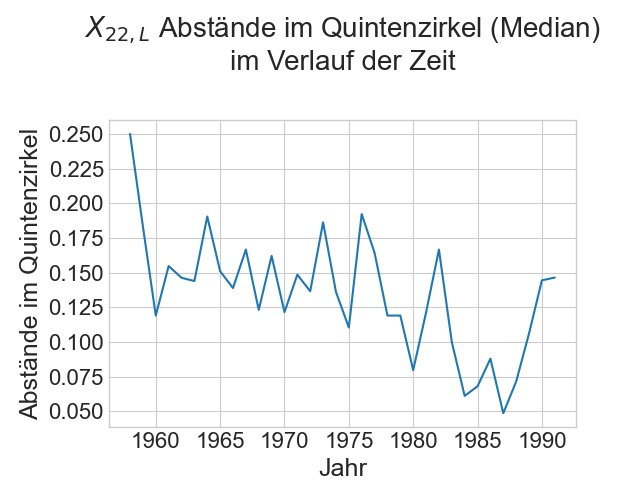 X22, L Abstände im Quintenzirkel (Median)
im Verlauf der Zeit
Abstände im Quintenzirkel
0.250
0.225
0.200
0.175
0.150
0.125
0.100
0.075
0.050
1960 1965 1970 1975 1980 1985 1990
Jahr